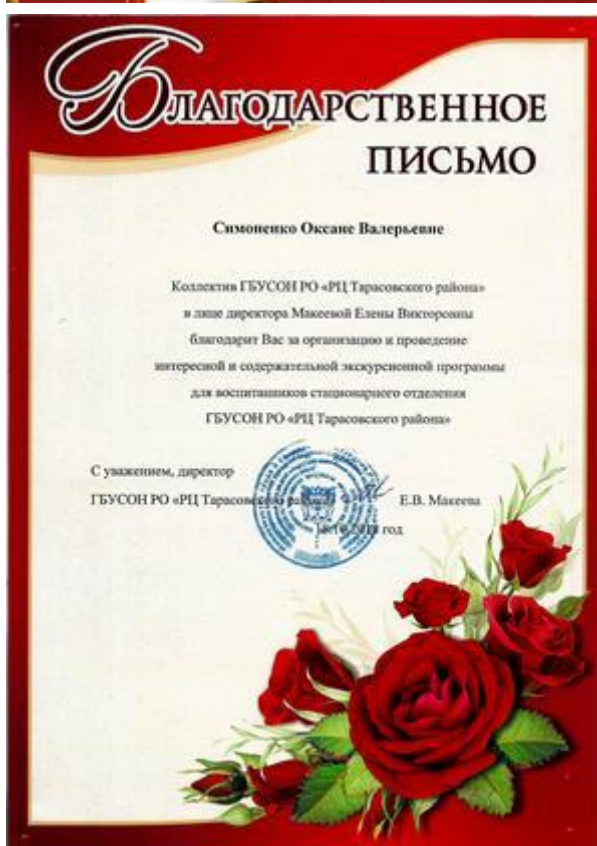 БЛАГОДАРСТВЕННОЕ
ПИСЬМО
Симоненко Оксане Валерьевне
Коллектив ГБУСОН РО «РЦ Тарасовского района»
в лице директора Макеевой Елены Викторовны
благодарит Вас за организацию и проведение
интересной и содержательной экскурсионной программы
для воспитанников стационарного отделения
ГБУСОН РО «РЦ Тарасовского района»
С уважением, директор
ГБУСОН РО «РЦ Тарасовского района» Е.В. Макеева
год